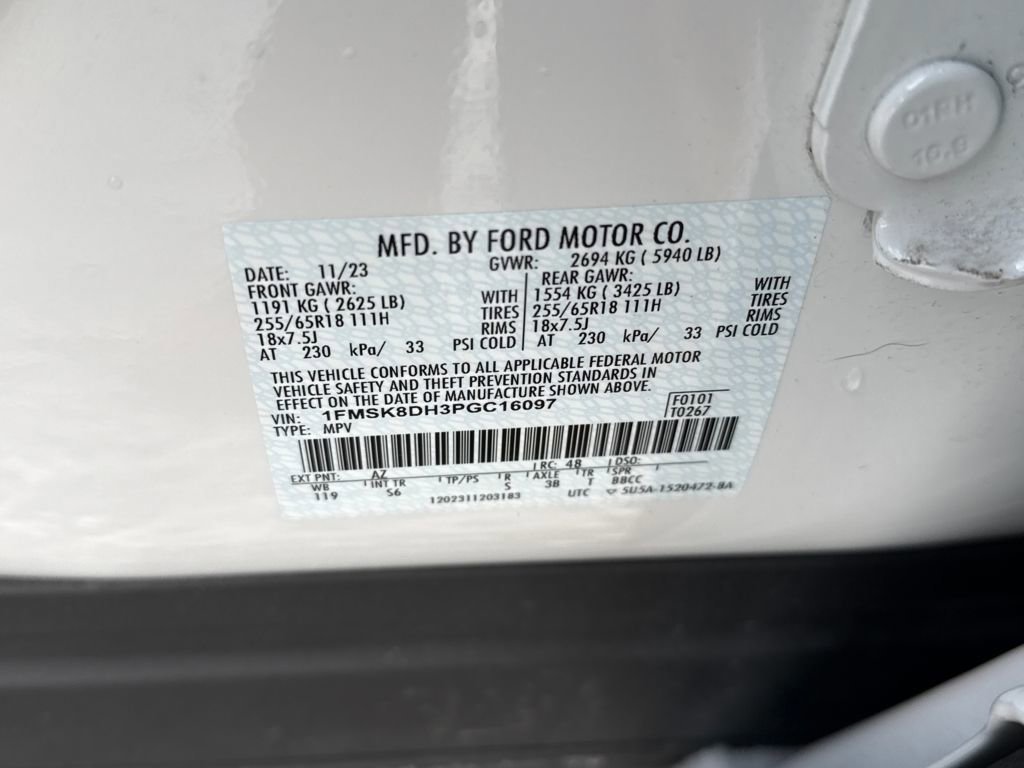 MFD. BY FORD MOTOR CO.
DATE: 11/23 GVWR: 2694 KG ( 5940 LB)
FRONT GAWR: REAR GAWR:
1191 KG ( 2625 LB) WITH 1554 KG ( 3425 LB) WITH
255/65R18 111H TIRES 255/65R18 111H TIRES
18x7.5J RIMS 18x7.5J RIMS
AT 230 kPa/ 33 PSI COLD AT 230 kPa/ 33 PSI COLD
THIS VEHICLE CONFORMS TO ALL APPLICABLE FEDERAL MOTOR
VEHICLE SAFETY AND THEFT PREVENTION STANDARDS IN
EFFECT ON THE DATE OF MANUFACTURE SHOWN ABOVE.
VIN: 1FMSK8DH3PGC16097 F0101
TYPE: MPV T0267
EXT PNT: AZ RC: 48 DSO:
WB INT TR TP/PS R AXLE TR SPR
119 S6 S 38 T 88CC
1202311203183 UTC 5U5A-1520472-8A
16.8